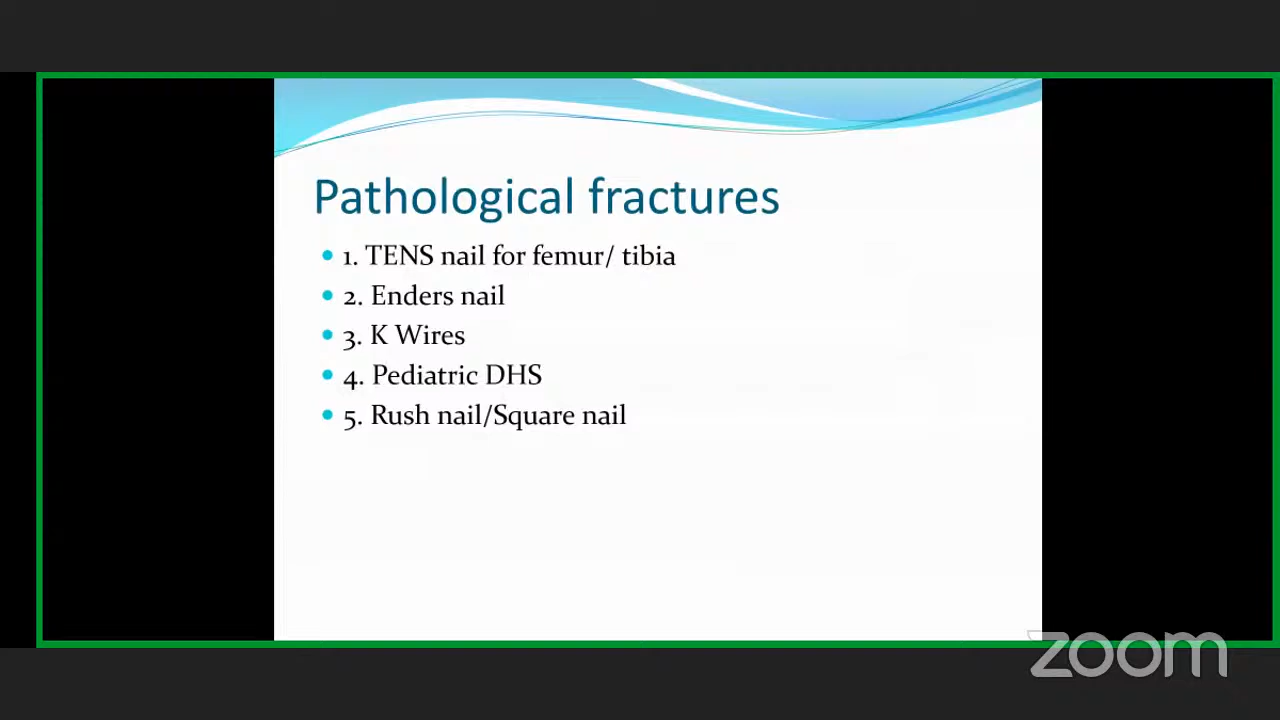 Pathological fractures
• 1. TENS nail for femur/ tibia
• 2. Enders nail
• 3. K Wires
• 4. Pediatric DHS
• 5. Rush nail/Square nail
zoom